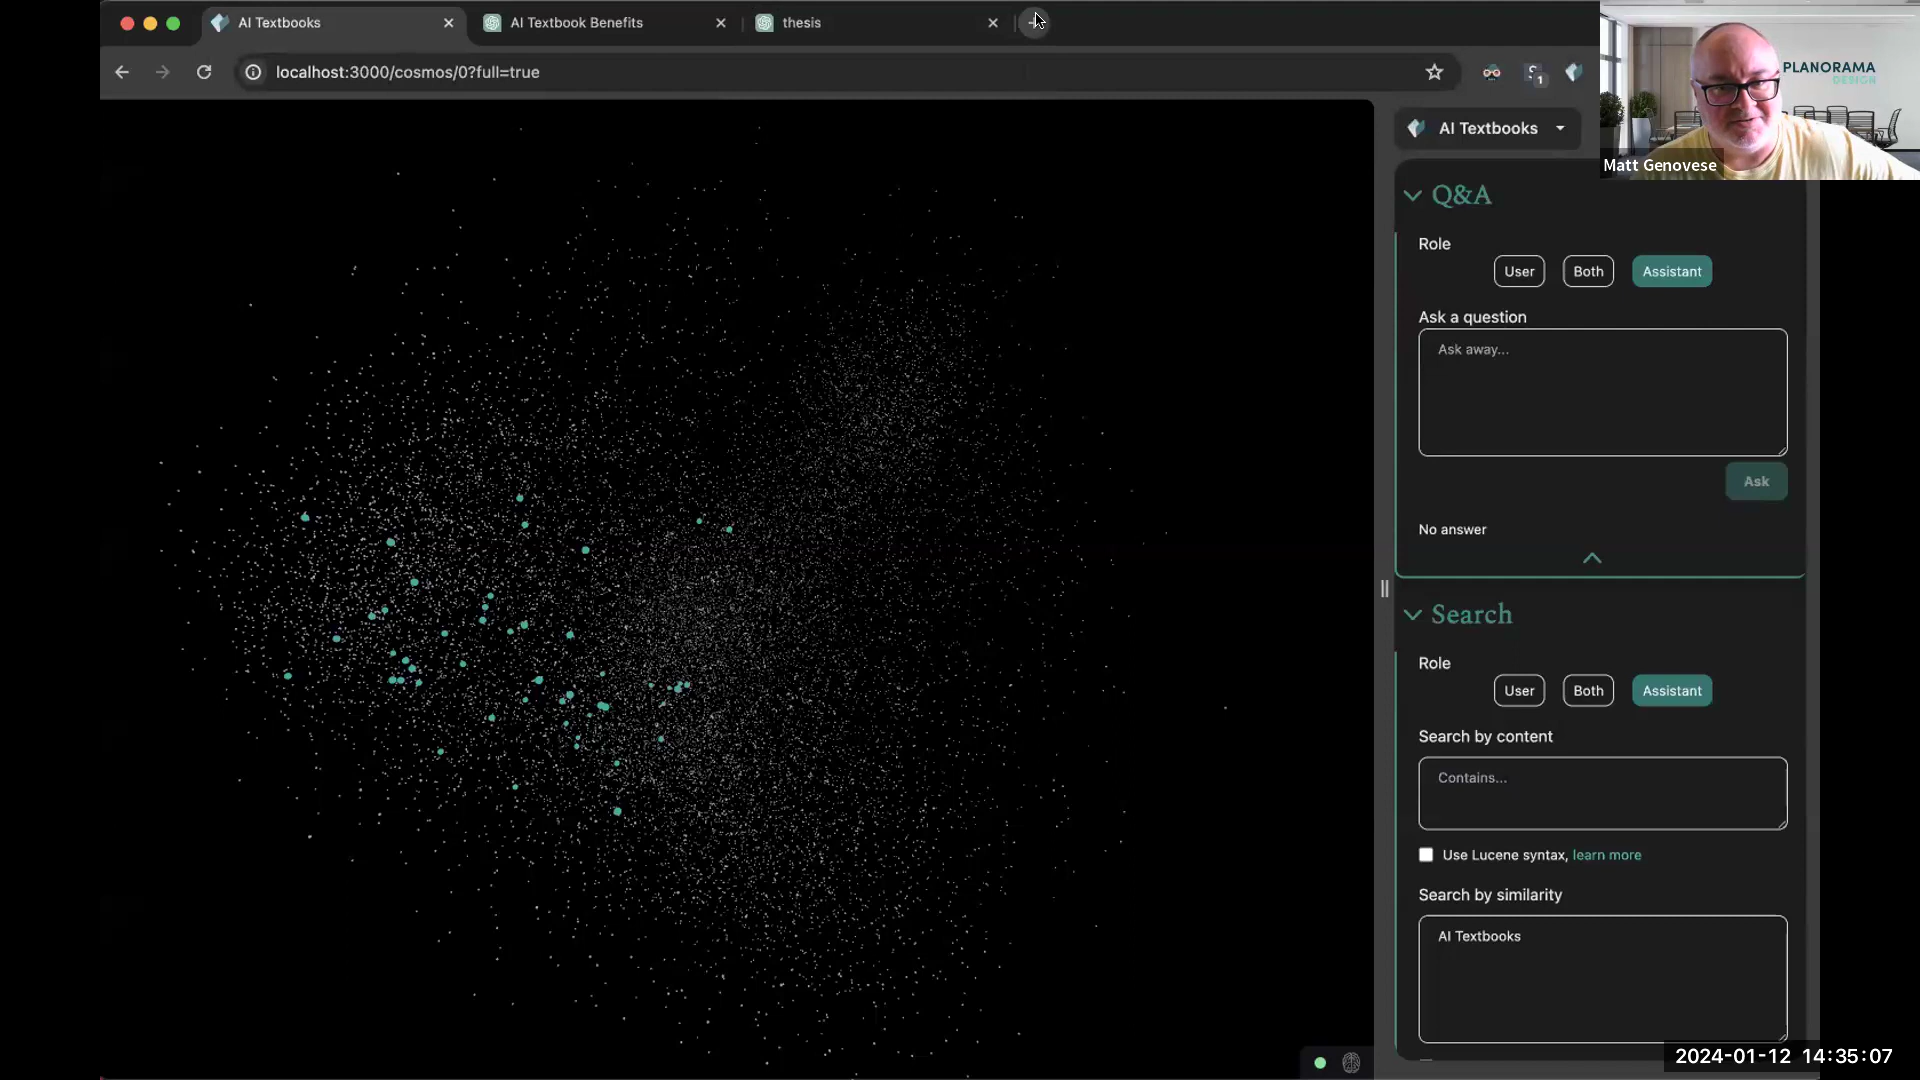 AI Textbooks
AI Textbook Benefits
thesis
localhost:3000/cosmos/0?full=true
1
PLANORAMA
DESIGN
Matt Genovese
AI Textbooks
Q&A
Role
User
Both
Assistant
Ask a question
Ask away...
Ask
No answer
Search
Role
User
Both
Assistant
Search by content
Contains...
Use Lucene syntax, learn more
Search by similarity
AI Textbooks
2024-01-12 14:35:07